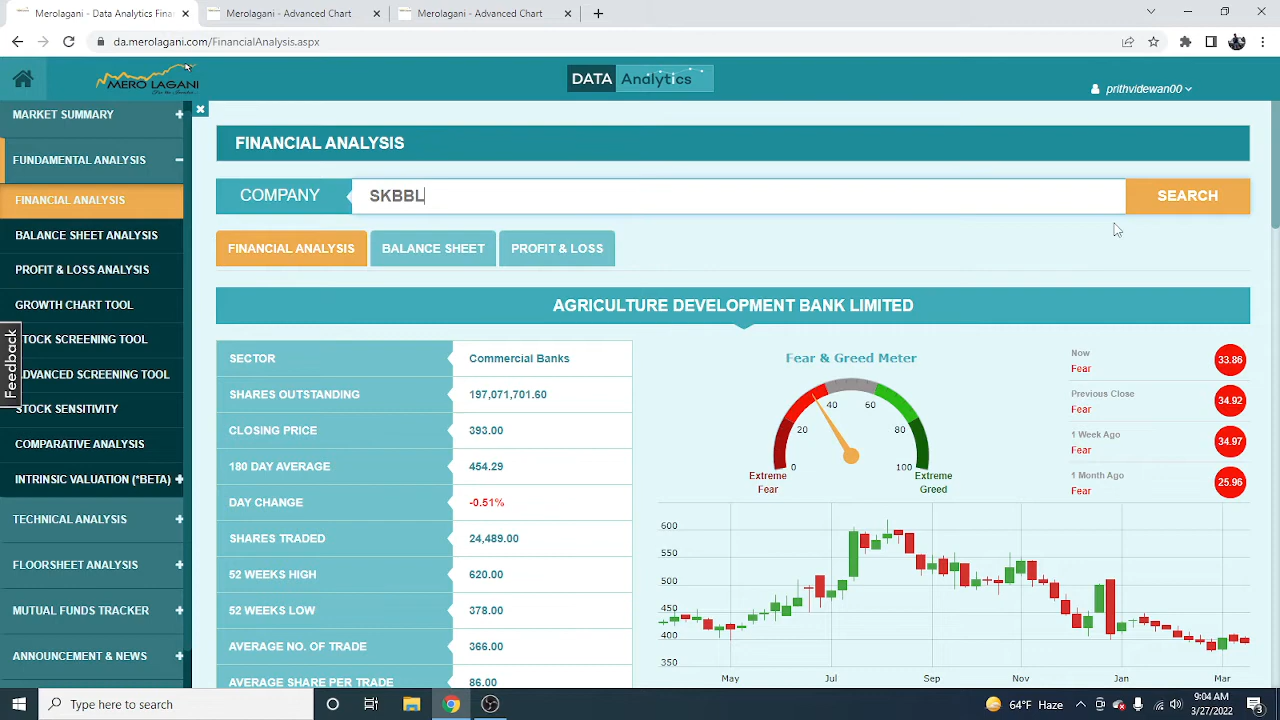 Merolagani - Data Analytics
Merolagani - Data Analytics
Merolagani - Data Analytics
da.merolagani.com/FinancialAnalysis.aspx
MERO LAGANI
DATA Analytics
prithvidewan00
MARKET SUMMARY
FUNDAMENTAL ANALYSIS
FINANCIAL ANALYSIS
BALANCE SHEET ANALYSIS
PROFIT & LOSS ANALYSIS
GROWTH CHART TOOL
STOCK SCREENING TOOL
ADVANCED SCREENING TOOL
STOCK SENSITIVITY
COMPARATIVE ANALYSIS
INTRINSIC VALUATION (*BETA)
TECHNICAL ANALYSIS
FLOORSHEET ANALYSIS
MUTUAL FUNDS TRACKER
ANNOUNCEMENT & NEWS
Feedback
FINANCIAL ANALYSIS
COMPANY SKBBL SEARCH
FINANCIAL ANALYSIS BALANCE SHEET PROFIT & LOSS
AGRICULTURE DEVELOPMENT BANK LIMITED
SECTOR Commercial Banks
SHARES OUTSTANDING 197,071,701.60
CLOSING PRICE 393.00
180 DAY AVERAGE 454.29
DAY CHANGE -0.51%
SHARES TRADED 24,489.00
52 WEEKS HIGH 620.00
52 WEEKS LOW 378.00
AVERAGE NO. OF TRADE 366.00
AVERAGE SHARE PER TRADE 86.00
Fear & Greed Meter
0 20 40 60 80 100
Extreme Fear
Extreme Greed
Now
Fear 33.86
Previous Close
Fear 34.92
1 Week Ago
Fear 34.97
1 Month Ago
Fear 25.96
600
550
500
450
400
350
May Jul Sep Nov Jan Mar
Type here to search
64°F Haze
9:04 AM
3/7/2022